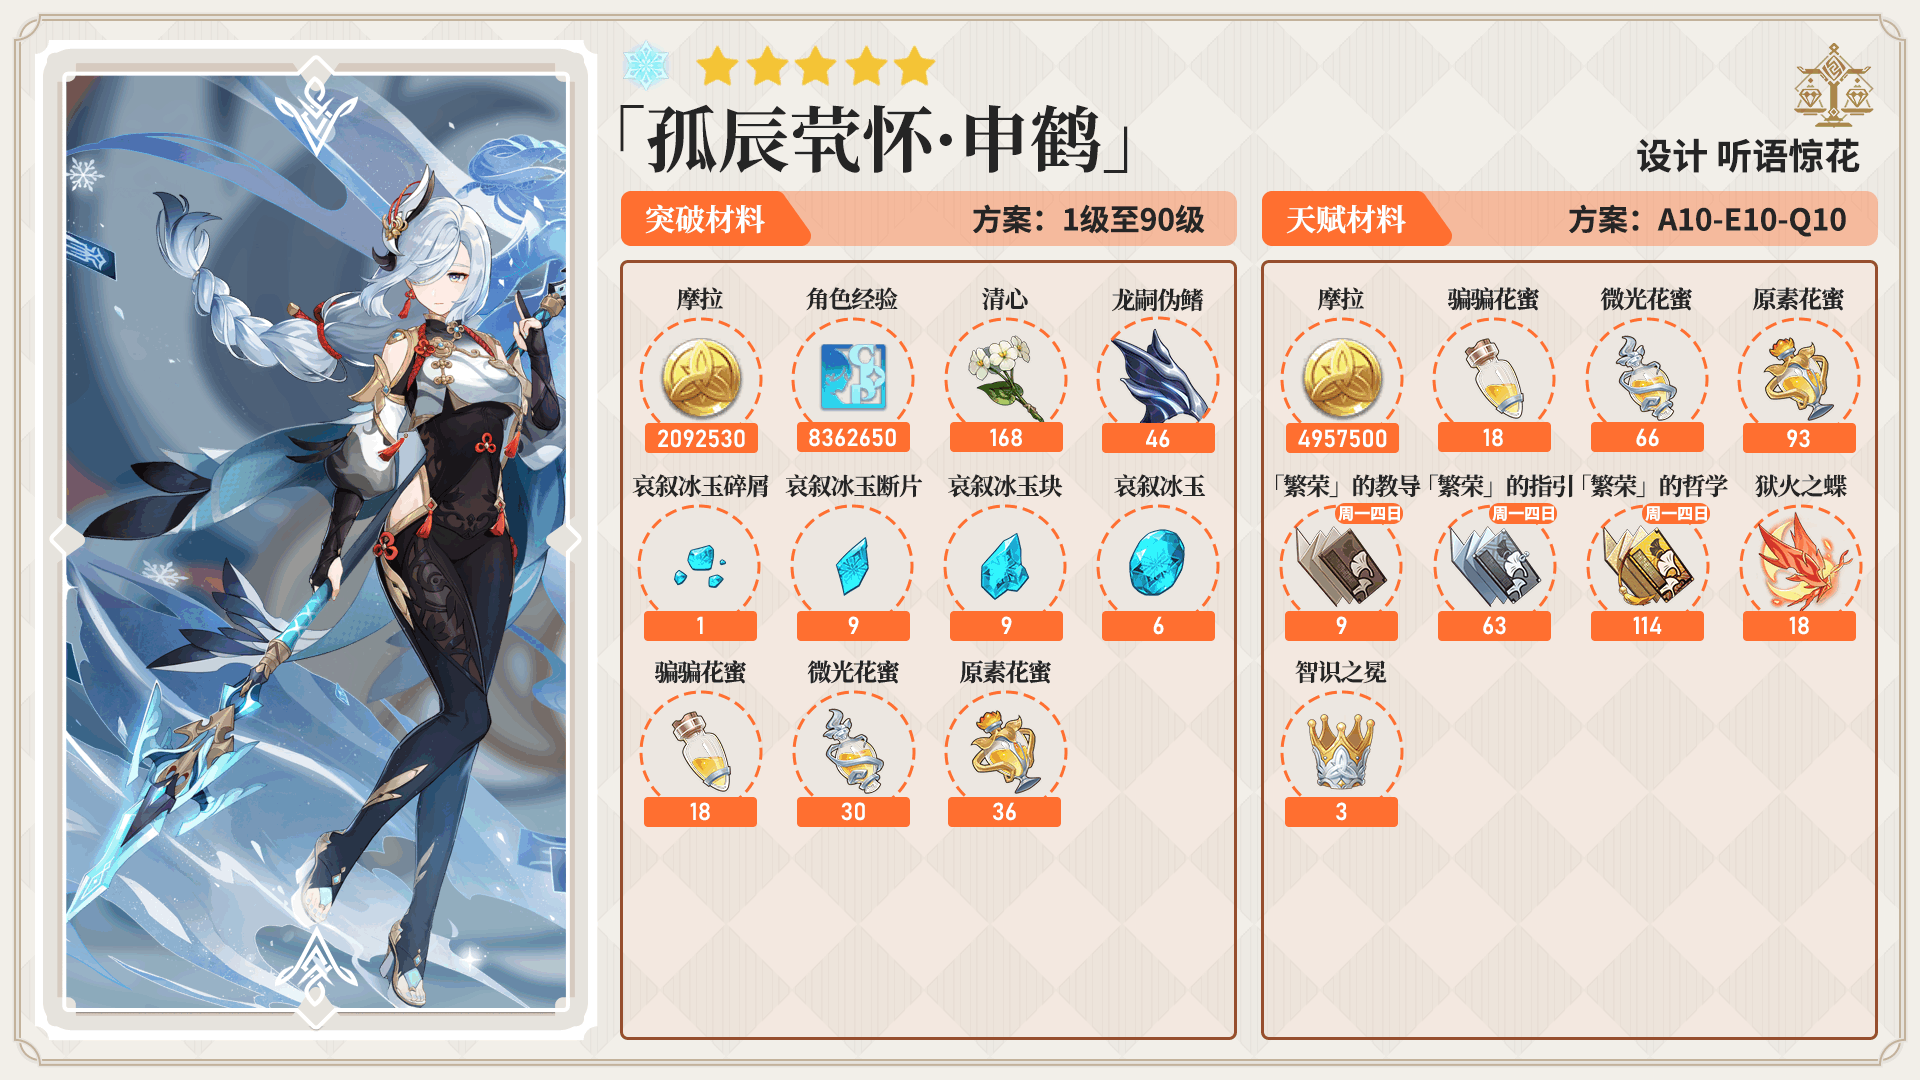 「孤辰茕怀·申鹤」
设计 听语惊花
突破材料 方案：1级至90级
摩拉 角色经验 清心 龙嗣伪鳍
2092530 8362650 168 46
哀叙冰玉碎屑 哀叙冰玉断片 哀叙冰玉块 哀叙冰玉
1 9 9 6
骗骗花蜜 微光花蜜 原素花蜜
18 30 36
天赋材料 方案：A10-E10-Q10
摩拉 骗骗花蜜 微光花蜜 原素花蜜
4957500 18 66 93
「繁荣」的教导 「繁荣」的指引 「繁荣」的哲学 狱火之蝶
周一四日 周一四日 周一四日
9 63 114 18
智识之冕
3